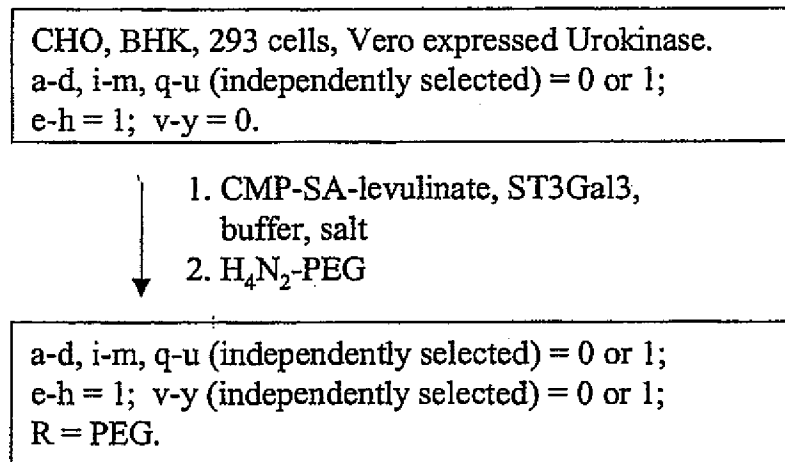 CHO, BHK, 293 cells, Vero expressed Urokinase.
a-d, i-m, q-u (independently selected) = 0 or 1;
e-h = 1; v-y = 0.
1. CMP-SA-levulinate, ST3Gal3,
buffer, salt
2. H₄N₂-PEG
a-d, i-m, q-u (independently selected) = 0 or 1;
e-h = 1; v-y (independently selected) = 0 or 1;
R = PEG.